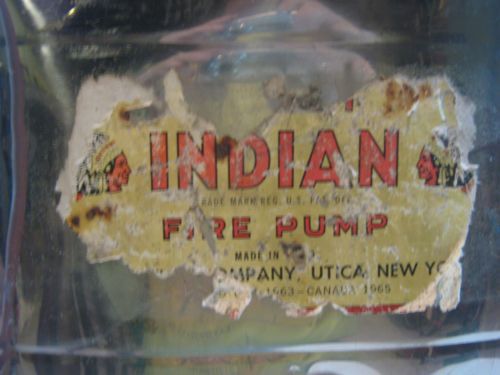 INDIAN
TRADE MARK REG. U.S. PAT. OFF.
FIRE PUMP
MADE IN
COMPANY, UTICA, NEW YO
1963 - CANADA 1965